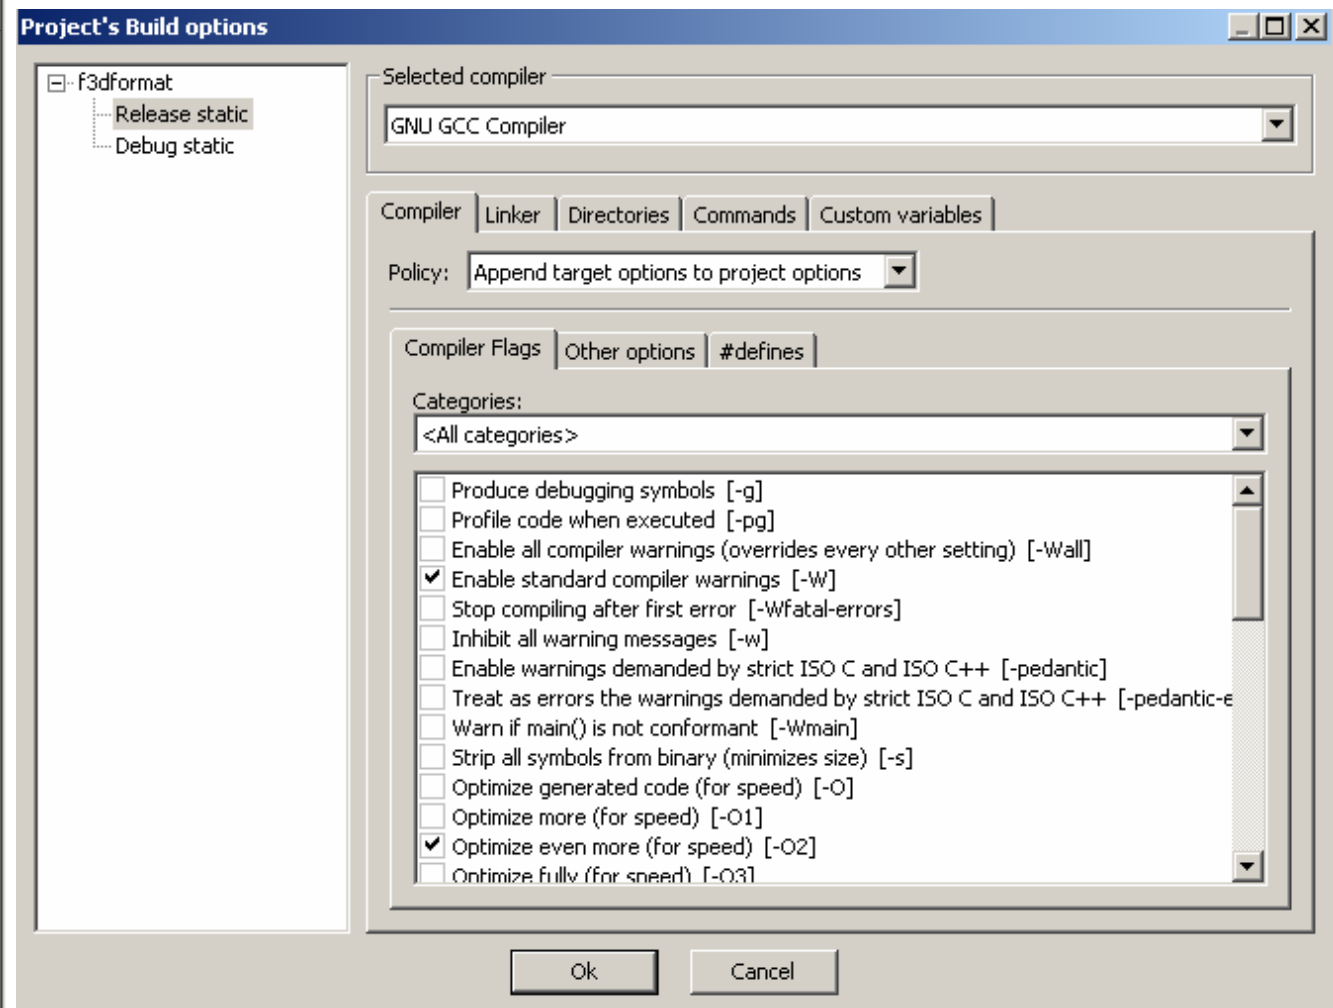 Project's Build options
f3dformat
Release static
Debug static
Selected compiler
GNU GCC Compiler
Compiler Linker Directories Commands Custom variables
Policy: Append target options to project options
Compiler Flags Other options #defines
Categories:
<All categories>
Produce debugging symbols [-g]
Profile code when executed [-pg]
Enable all compiler warnings (overrides every other setting) [-Wall]
Enable standard compiler warnings [-W]
Stop compiling after first error [-Wfatal-errors]
Inhibit all warning messages [-w]
Enable warnings demanded by strict ISO C and ISO C++ [-pedantic]
Treat as errors the warnings demanded by strict ISO C and ISO C++ [-pedantic-e
Warn if main() is not conformant [-Wmain]
Strip all symbols from binary (minimizes size) [-s]
Optimize generated code (for speed) [-O]
Optimize more (for speed) [-O1]
Optimize even more (for speed) [-O2]
Optimize fully (for speed) [-O3]
Ok Cancel